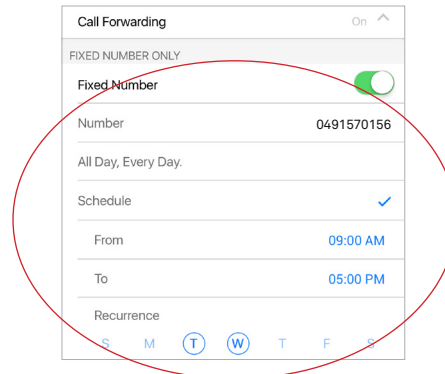 Call Forwarding On
FIXED NUMBER ONLY
Fixed Number
Number 0491570156
All Day, Every Day.
Schedule
From 09:00 AM
To 05:00 PM
Recurrence
S M T W T F S